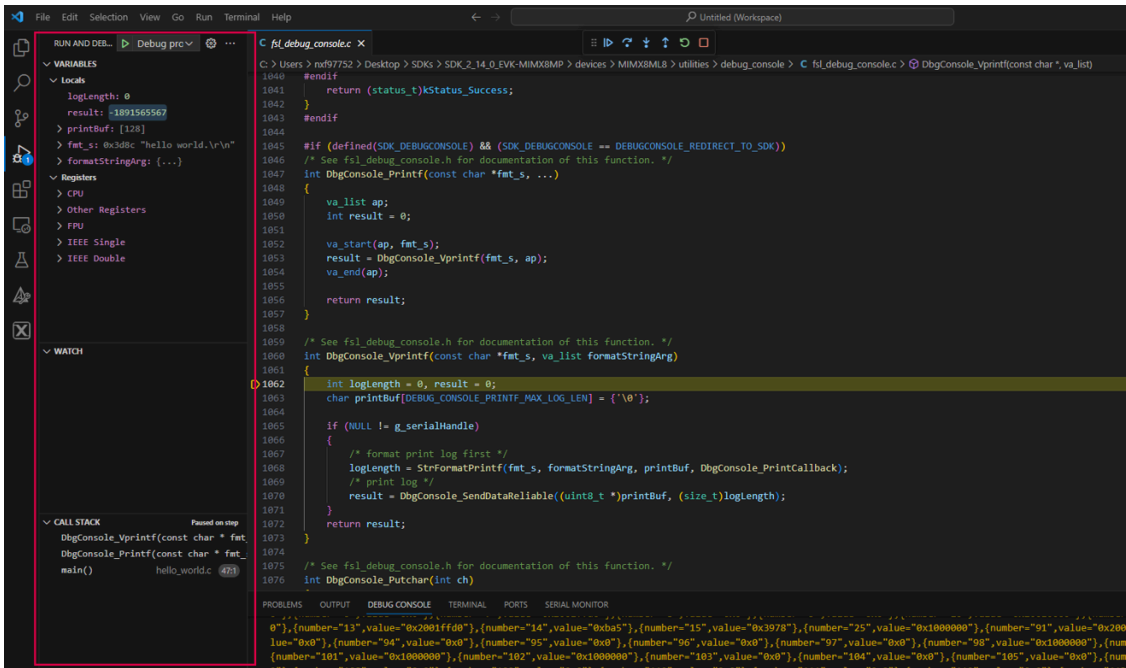 File Edit Selection View Go Run Terminal Help
Untitled (Workspace)
RUN AND DEB... Debug prc
VARIABLES
Locals
logLength: 0
result: -1891565567
printBuf: [128]
fmt_s: 0x3d8c "hello world.\r\n"
formatStringArg: {...}
Registers
CPU
Other Registers
FPU
IEEE Single
IEEE Double
WATCH
CALL STACK Paused on step
DbgConsole_Vprintf(const char * fmt_
DbgConsole_Printf(const char * fmt_
main() hello_world.c 47:1
1
C fsl_debug_console.c
C: > Users > nxf97752 > Desktop > SDKs > SDK_2_14_0_EVK-MIMX8MP > devices > MIMX8ML8 > utilities > debug_console > C fsl_debug_console.c > DbgConsole_Vprintf(const char *, va_list)
1040 #endif
1041 return (status_t)kStatus_Success;
1042 }
1043 #endif
1044
1045 #if (defined(SDK_DEBUGCONSOLE) && (SDK_DEBUGCONSOLE == DEBUGCONSOLE_REDIRECT_TO_SDK))
1046 /* See fsl_debug_console.h for documentation of this function. */
1047 int DbgConsole_Printf(const char *fmt_s, ...)
1048 {
1049 va_list ap;
1050 int result = 0;
1051
1052 va_start(ap, fmt_s);
1053 result = DbgConsole_Vprintf(fmt_s, ap);
1054 va_end(ap);
1055
1056 return result;
1057 }
1058
1059 /* See fsl_debug_console.h for documentation of this function. */
1060 int DbgConsole_Vprintf(const char *fmt_s, va_list formatStringArg)
1061 {
1062 int logLength = 0, result = 0;
1063 char printBuf[DEBUG_CONSOLE_PRINTF_MAX_LOG_LEN] = {'\0'};
1064
1065 if (NULL != g_serialHandle)
1066 {
1067 /* format print log first */
1068 logLength = StrFormatPrintf(fmt_s, formatStringArg, printBuf, DbgConsole_PrintCallback);
1069 /* print log */
1070 result = DbgConsole_SendDataReliable((uint8_t *)printBuf, (size_t)logLength);
1071 }
1072 return result;
1073 }
1074
1075 /* See fsl_debug_console.h for documentation of this function. */
1076 int DbgConsole_Putchar(int ch)
PROBLEMS OUTPUT DEBUG CONSOLE TERMINAL PORTS SERIAL MONITOR
0"},{number="13",value="0x2001ffd0"},{number="14",value="0xba5"},{number="15",value="0x3978"},{number="25",value="0x1000000"},{number="91",value="0x200
lue="0x0"},{number="94",value="0x0"},{number="95",value="0x0"},{number="96",value="0x0"},{number="97",value="0x0"},{number="98",value="0x1000000"},{num
{number="101",value="0x1000000"},{number="102",value="0x1000000"},{number="103",value="0x0"},{number="104",value="0x0"},{number="105",value="0x0"},{num